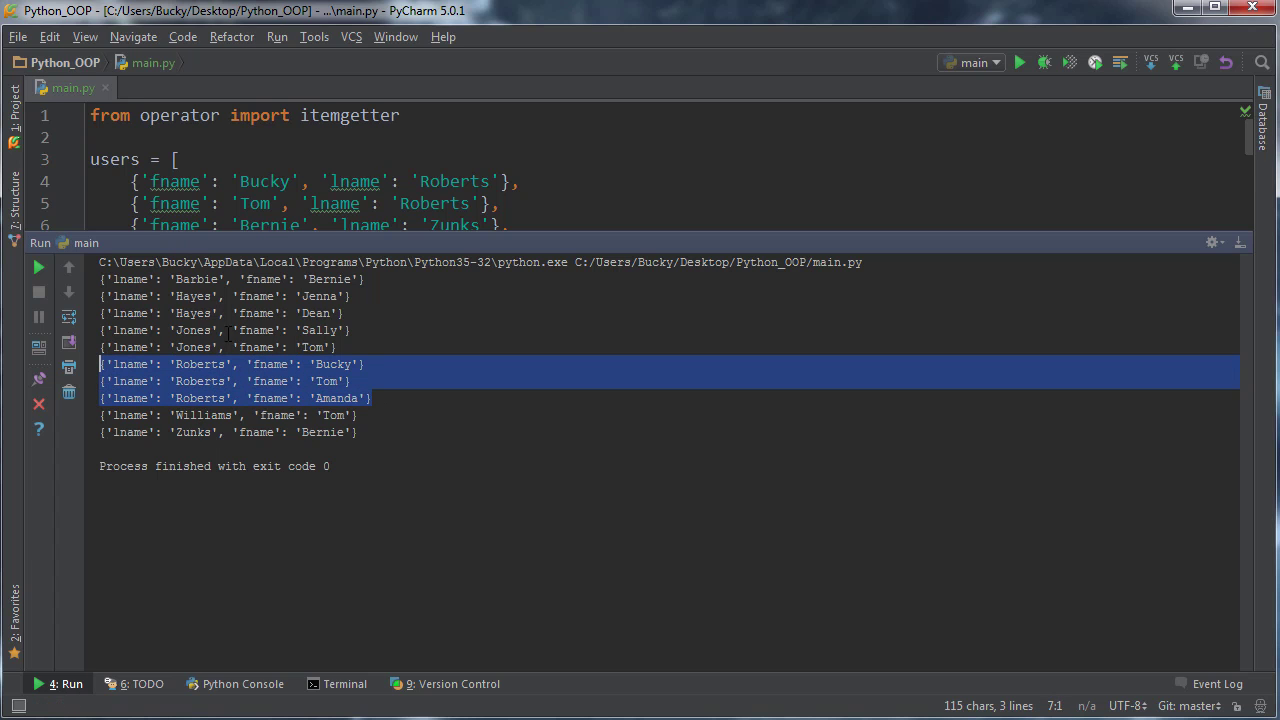 Python_OOP - [C:/Users/Bucky/Desktop/Python_OOP] - ...\main.py - PyCharm 5.0.1
File Edit View Navigate Code Refactor Run Tools VCS Window Help
Python_OOP main.py main VCS VCS
main.py
1: Project
7: Structure
2: Favorites
Database
1 from operator import itemgetter
2
3 users = [
4 {'fname': 'Bucky', 'lname': 'Roberts'},
5 {'fname': 'Tom', 'lname': 'Roberts'},
6 {'fname': 'Bernie', 'lname': 'Zunks'},
Run main
C:\Users\Bucky\AppData\Local\Programs\Python\Python35-32\python.exe C:/Users/Bucky/Desktop/Python_OOP/main.py
{'lname': 'Barbie', 'fname': 'Bernie'}
{'lname': 'Hayes', 'fname': 'Jenna'}
{'lname': 'Hayes', 'fname': 'Dean'}
{'lname': 'Jones', 'fname': 'Sally'}
{'lname': 'Jones', 'fname': 'Tom'}
{'lname': 'Roberts', 'fname': 'Bucky'}
{'lname': 'Roberts', 'fname': 'Tom'}
{'lname': 'Roberts', 'fname': 'Amanda'}
{'lname': 'Williams', 'fname': 'Tom'}
{'lname': 'Zunks', 'fname': 'Bernie'}
Process finished with exit code 0
4: Run 6: TODO Python Console Terminal 9: Version Control Event Log
115 chars, 3 lines 7:1 n/a UTF-8 Git: master